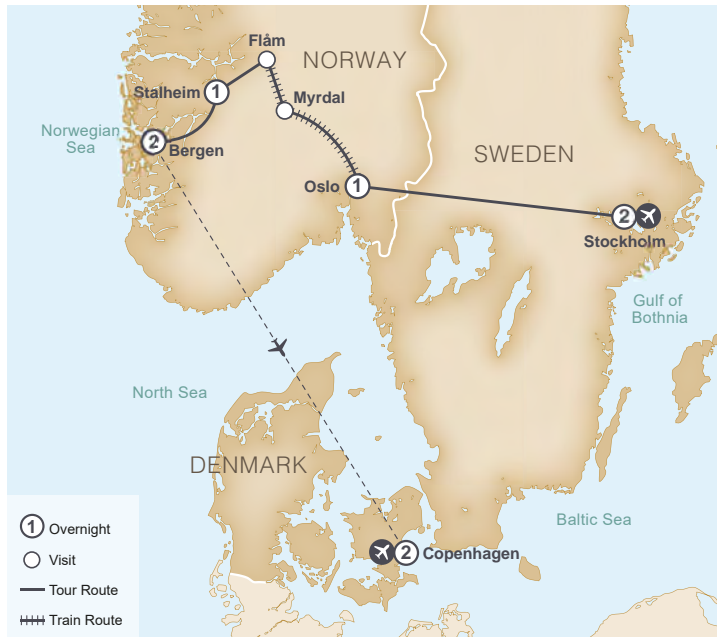 Flåm
NORWAY
Stalheim
1
Myrdal
Norwegian
Sea
2
Bergen
SWEDEN
Oslo
1
2
Stockholm
Gulf of
Bothnia
North Sea
DENMARK
Baltic Sea
2
Copenhagen
1 Overnight
Visit
Tour Route
Train Route